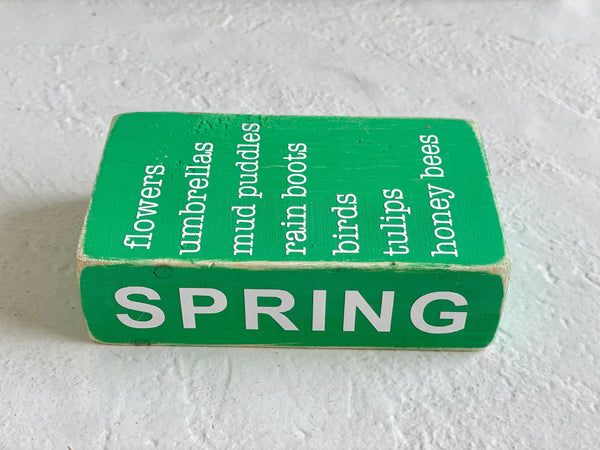 flowers
umbrellas
mud puddles
rain boots
birds
tulips
honey bees
SPRING